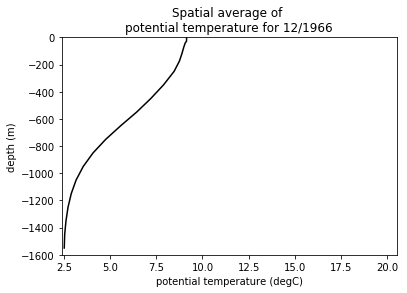 Spatial average of
potential temperature for 12/1966
0
−200
−400
−600
−800
−1000
−1200
−1400
−1600
depth (m)
2.5 5.0 7.5 10.0 12.5 15.0 17.5 20.0
potential temperature (degC)